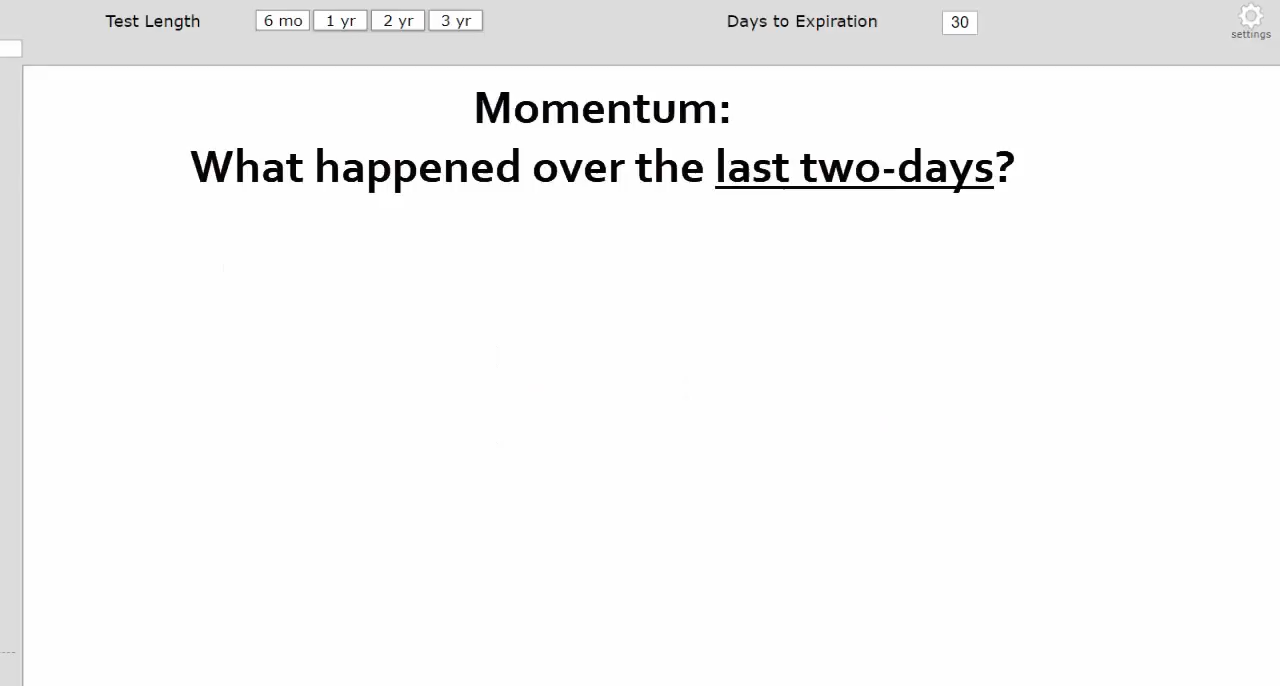 Test Length 6 mo 1 yr 2 yr 3 yr Days to Expiration 30
settings
Momentum:
What happened over the last two-days?